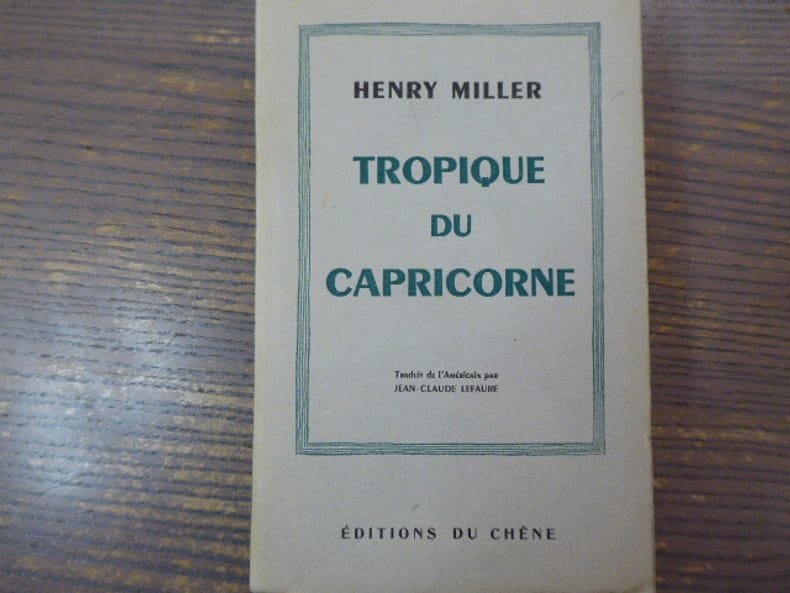 HENRY MILLER
TROPIQUE
DU
CAPRICORNE
Traduit de l'Américain par
JEAN-CLAUDE LEFAURE
ÉDITIONS DU CHÊNE